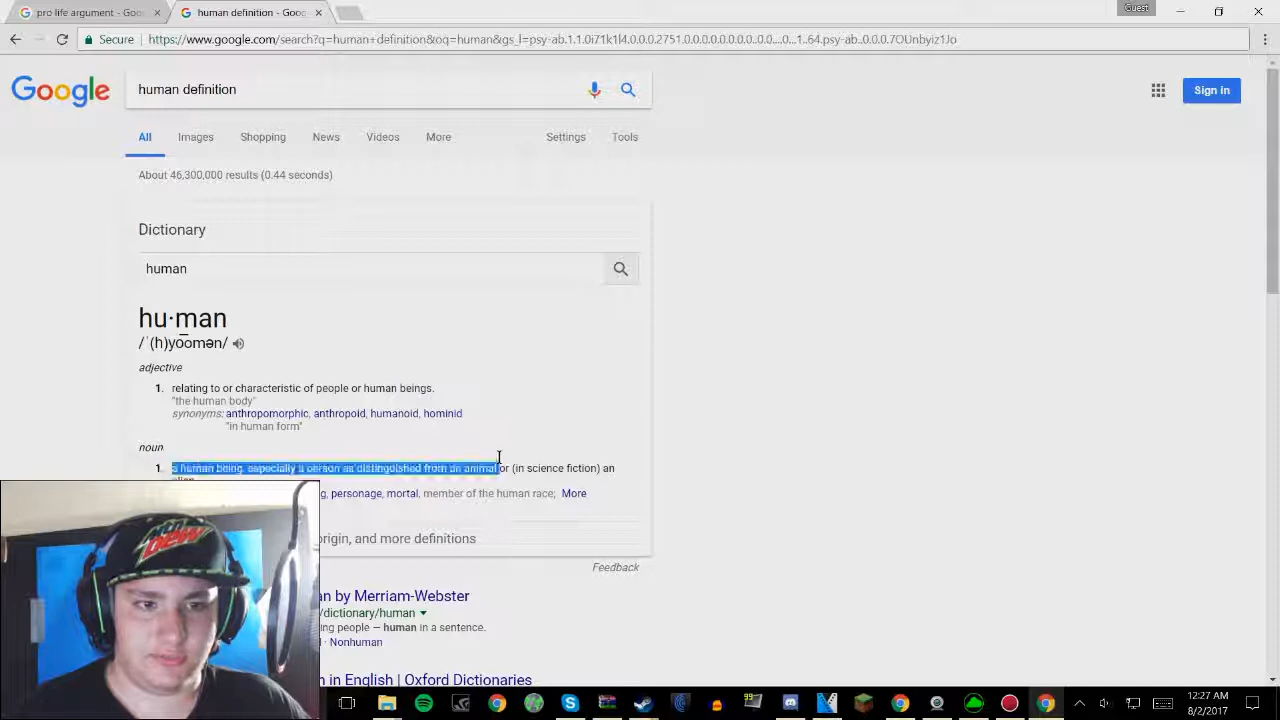 pro life argument - Goo
human definition - Goog
Guest
Secure
https://www.google.com/search?q=human+definition&oq=human&gs_l=psy-ab.1.1.0i71k1l4.0.0.0.2751.0.0.0.0.0.0.0.0..0.0....0...1..64.psy-ab..0.0.0.7OUnbyiz1Jo
Google
human definition
Sign in
All Images Shopping News Videos More Settings Tools
About 46,300,000 results (0.44 seconds)
Dictionary
human
hu·man
/ˈ(h)yo͞omən/
adjective
1. relating to or characteristic of people or human beings.
"the human body"
synonyms: anthropomorphic, anthropoid, humanoid, hominid
"in human form"
noun
1. a human being, especially a person as distinguished from an animal or (in science fiction) an
alien.
personage, mortal, member of the human race; More
origin, and more definitions
Feedback
an by Merriam-Webster
/dictionary/human
ing people — human in a sentence.
· Nonhuman
n in English | Oxford Dictionaries
MTN
DEW
99
12:27 AM
8/2/2017